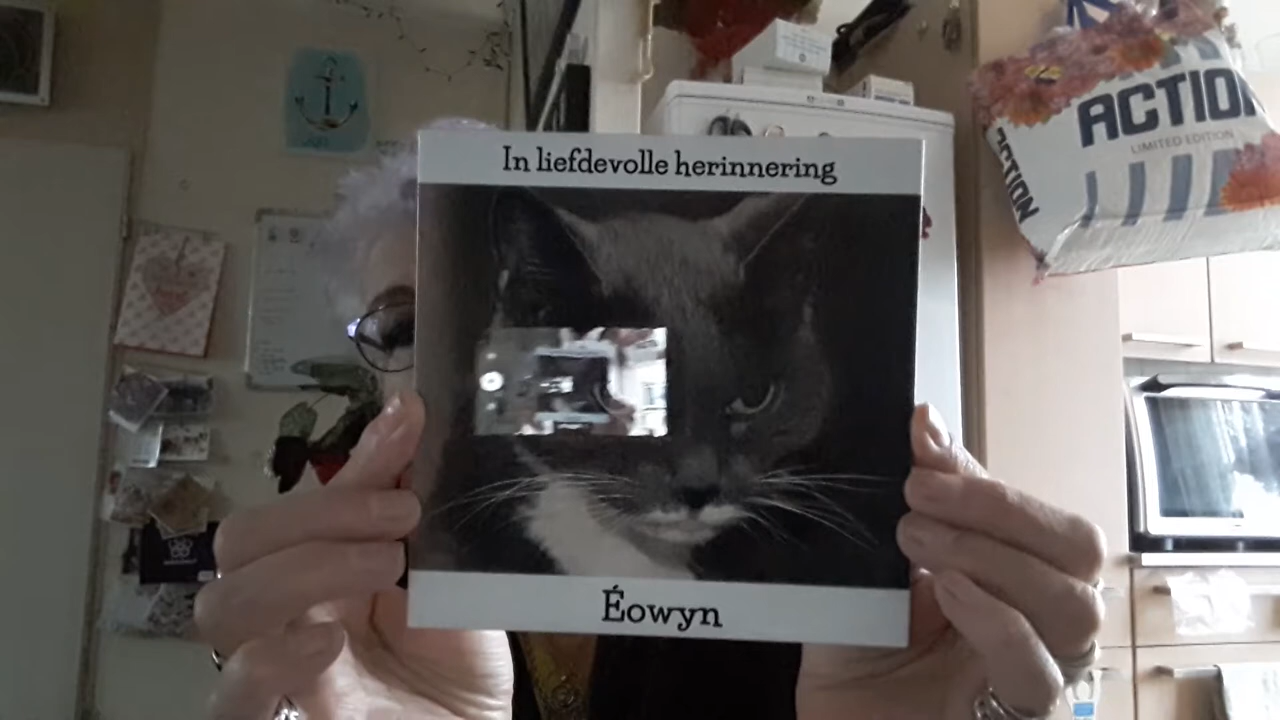 In liefdevolle herinnering
Éowyn
ACTION
LIMITED EDITION
ACTION